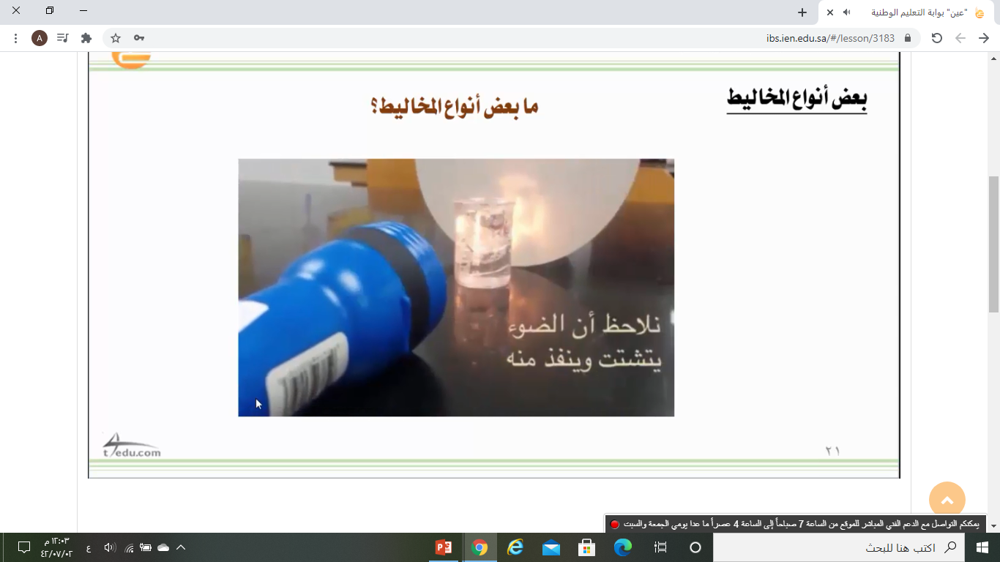 "عين" بوابة التعليم الوطنية
ibs.ien.edu.sa/#/lesson/3183
A
بعض أنواع المخاليط
ما بعض أنواع المخاليط؟
نلاحظ أن الضوء
يتشتت وينفذ منه
t4edu.com
٢١
يمكنكم التواصل مع الدعم الفني المباشر للموقع من الساعة 7 صباحاً إلى الساعة 4 عصراً ما عدا يومي الجمعة والسبت
اكتب هنا للبحث
ع
١٢:٠٣ م
٤٢/٠٧/٠٢